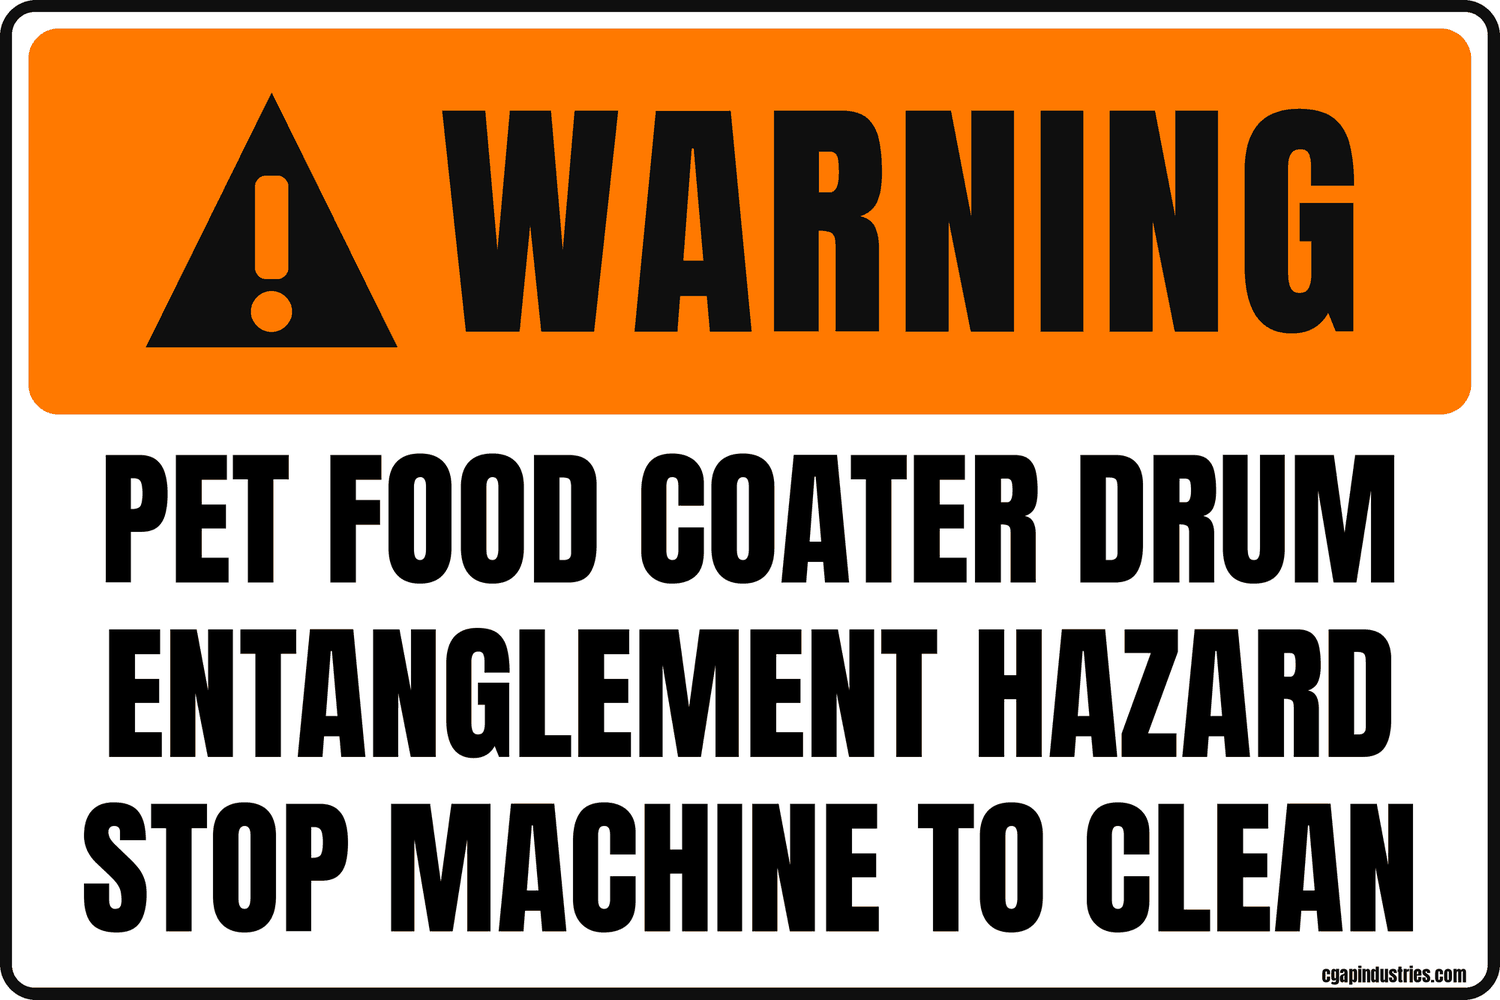 WARNING
PET FOOD COATER DRUM
ENTANGLEMENT HAZARD
STOP MACHINE TO CLEAN
cgapindustries.com